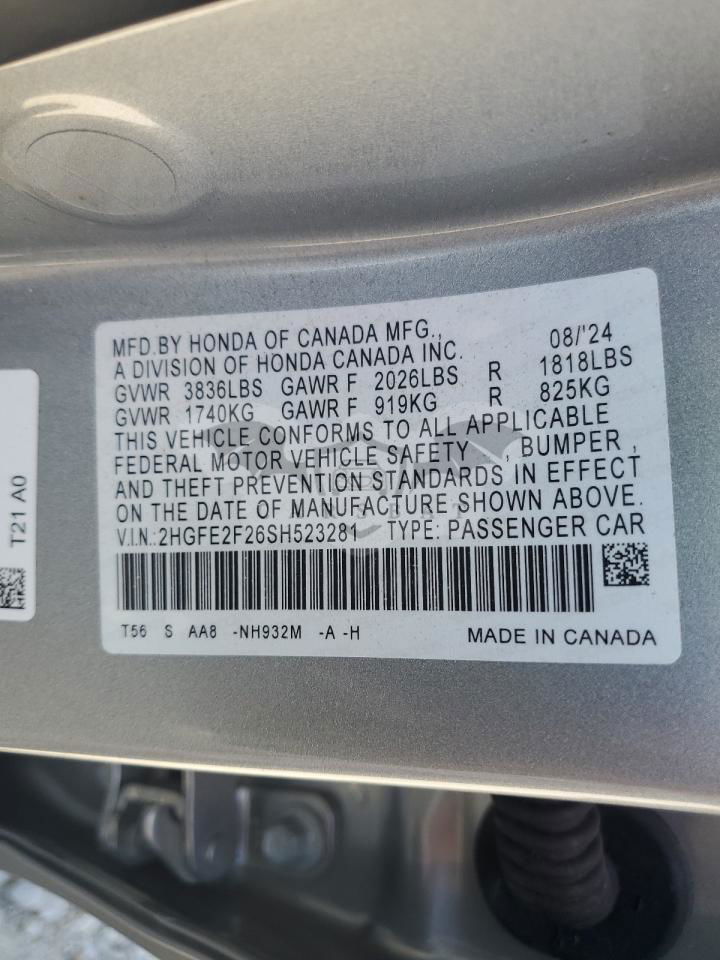 MFD.BY HONDA OF CANADA MFG., 08/'24
A DIVISION OF HONDA CANADA INC.
GVWR 3836LBS GAWR F 2026LBS R 1818LBS
GVWR 1740KG GAWR F 919KG R 825KG
THIS VEHICLE CONFORMS TO ALL APPLICABLE
FEDERAL MOTOR VEHICLE SAFETY , BUMPER ,
AND THEFT PREVENTION STANDARDS IN EFFECT
ON THE DATE OF MANUFACTURE SHOWN ABOVE.
V.I.N.: 2HGFE2F26SH523281 TYPE: PASSENGER CAR
T56 S AA8 -NH932M -A -H MADE IN CANADA
T21 A0